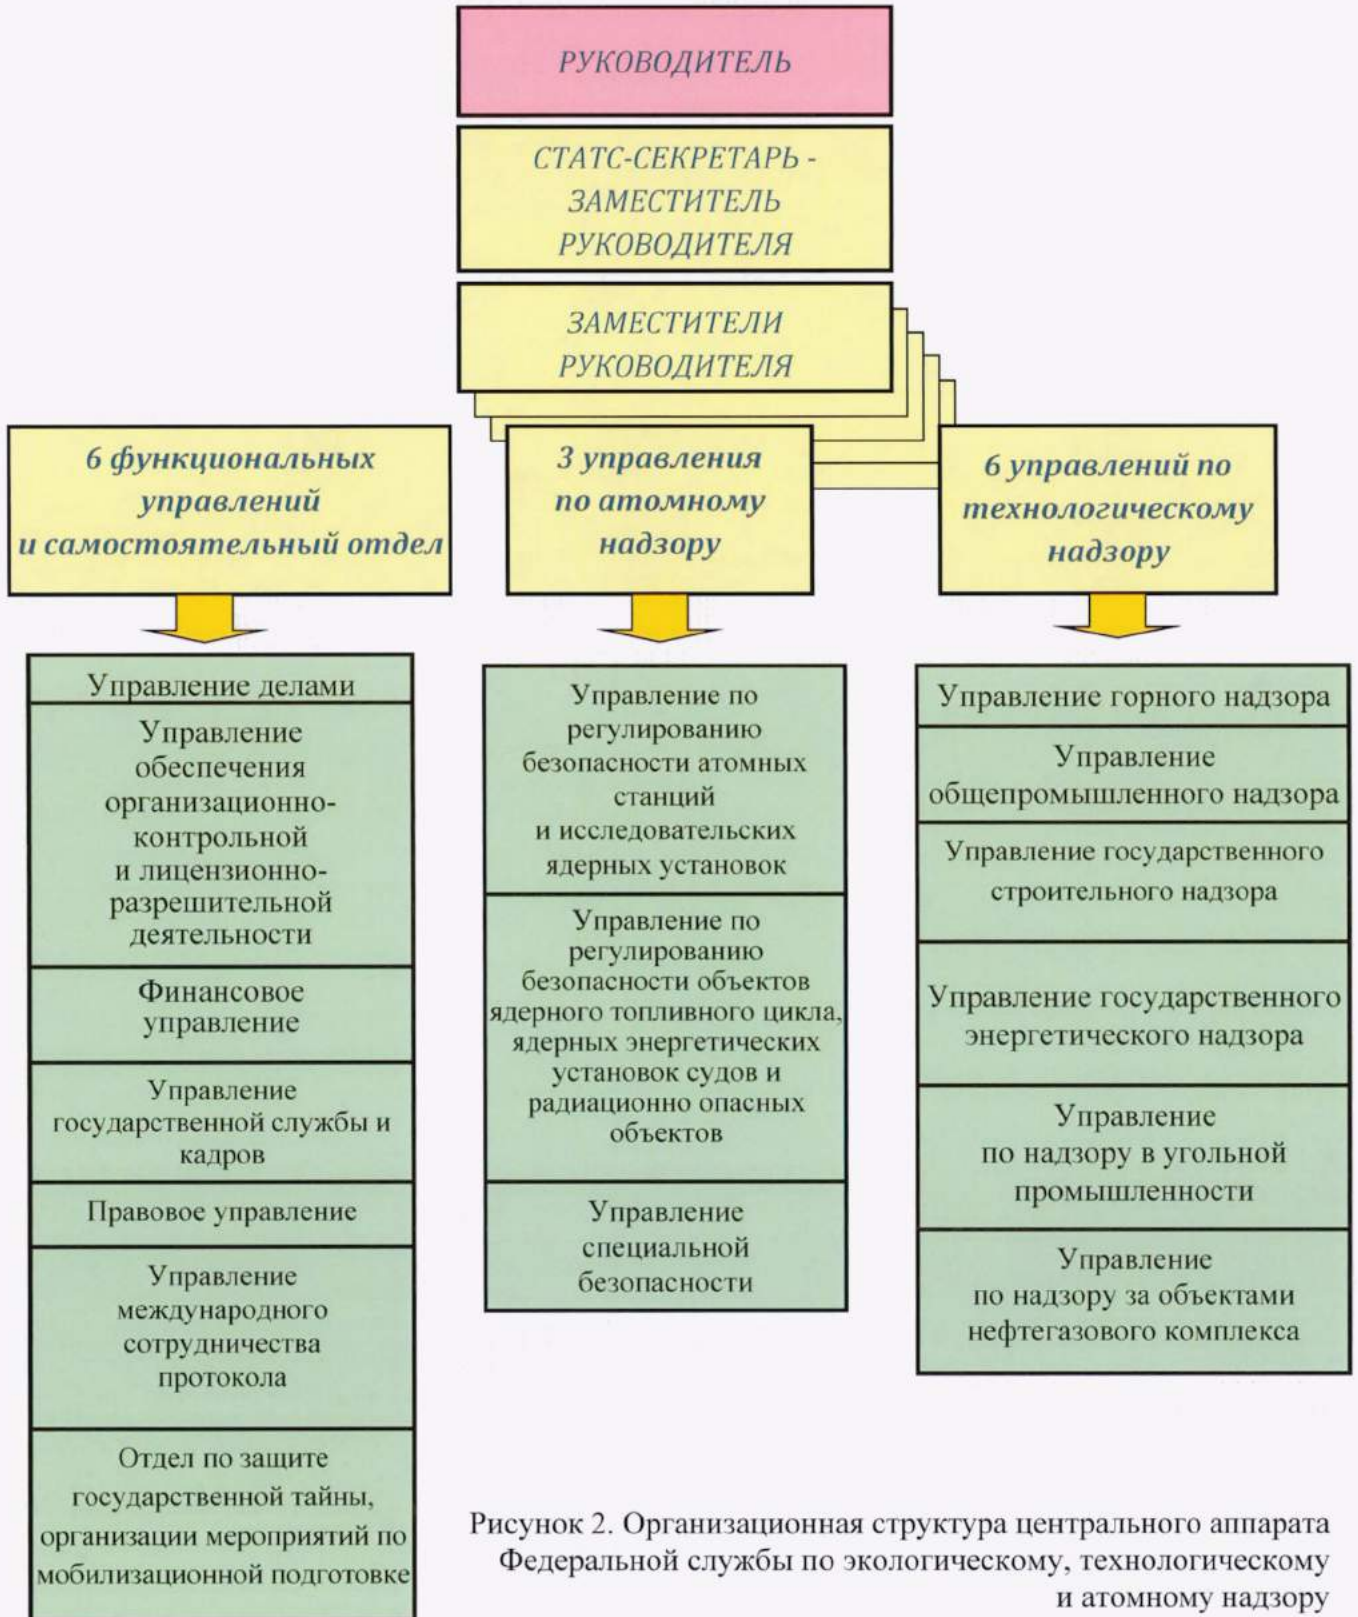 РУКОВОДИТЕЛЬ
СТАТС-СЕКРЕТАРЬ -
ЗАМЕСТИТЕЛЬ
РУКОВОДИТЕЛЯ
ЗАМЕСТИТЕЛИ
РУКОВОДИТЕЛЯ
6 функциональных
управлений
и самостоятельный отдел
3 управления
по атомному
надзору
6 управлений по
технологическому
надзору
Управление делами
Управление
обеспечения
организационно-
контрольной
и лицензионно-
разрешительной
деятельности
Финансовое
управление
Управление
государственной службы и
кадров
Правовое управление
Управление
международного
сотрудничества
протокола
Отдел по защите
государственной тайны,
организации мероприятий по
мобилизационной подготовке
Управление по
регулированию
безопасности атомных
станций
и исследовательских
ядерных установок
Управление по
регулированию
безопасности объектов
ядерного топливного цикла,
ядерных энергетических
установок судов и
радиационно опасных
объектов
Управление
специальной
безопасности
Управление горного надзора
Управление
общепромышленного надзора
Управление государственного
строительного надзора
Управление государственного
энергетического надзора
Управление
по надзору в угольной
промышленности
Управление
по надзору за объектами
нефтегазового комплекса
Рисунок 2. Организационная структура центрального аппарата
Федеральной службы по экологическому, технологическому
и атомному надзору